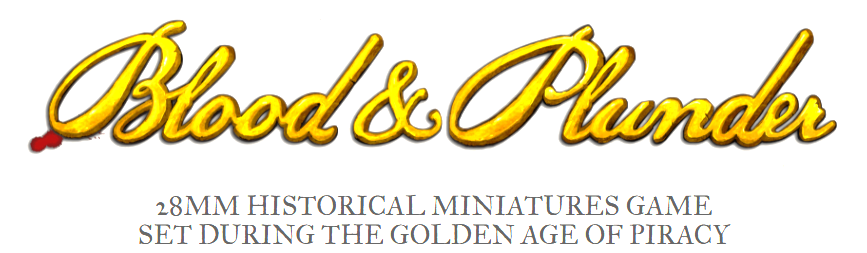 Blood & Plunder
28MM HISTORICAL MINIATURES GAME
SET DURING THE GOLDEN AGE OF PIRACY